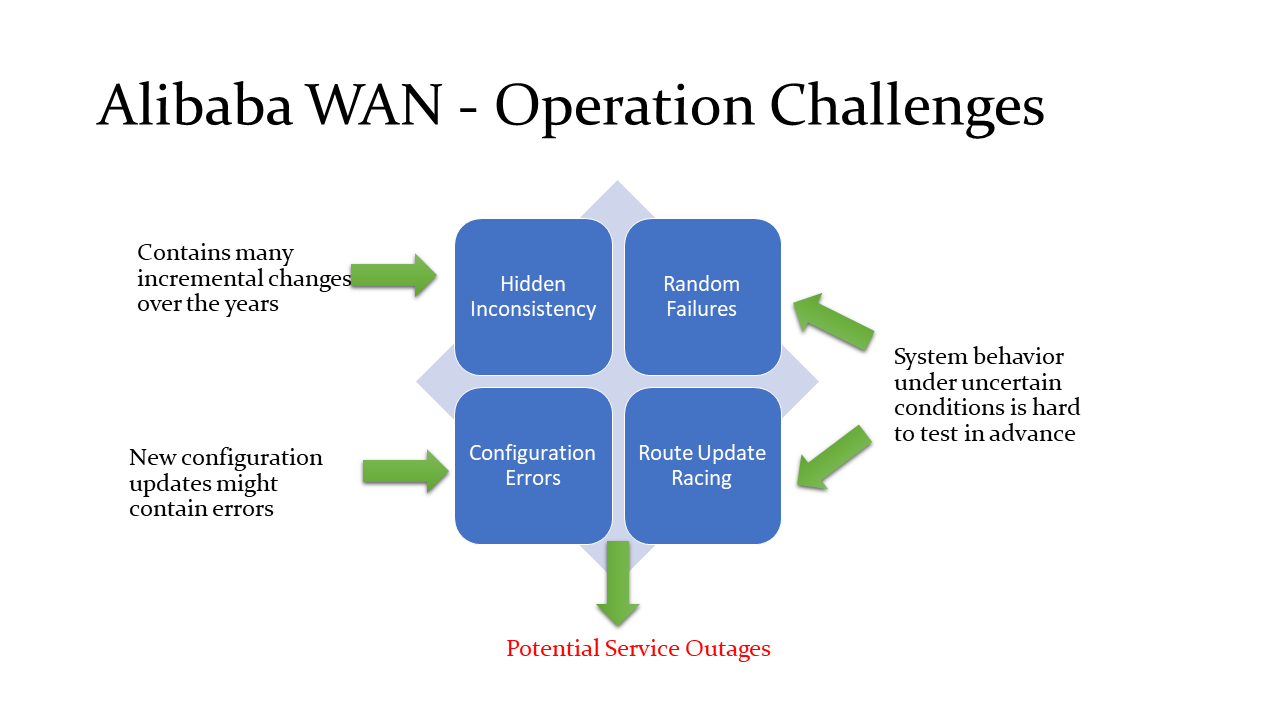 Alibaba WAN - Operation Challenges
Contains many
incremental changes
over the years
Hidden
Inconsistency
Random
Failures
System behavior
under uncertain
conditions is hard
to test in advance
New configuration
updates might
contain errors
Configuration
Errors
Route Update
Racing
Potential Service Outages